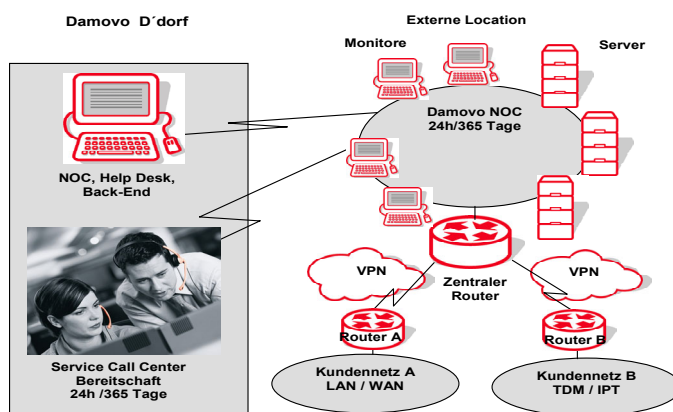 Damovo D´dorf
NOC, Help Desk,
Back-End
Service Call Center
Bereitschaft
24h /365 Tage
Externe Location
Monitore
Server
Damovo NOC
24h/365 Tage
VPN
Zentraler
Router
VPN
Router A
Router B
Kundennetz A
LAN / WAN
Kundennetz B
TDM / IPT